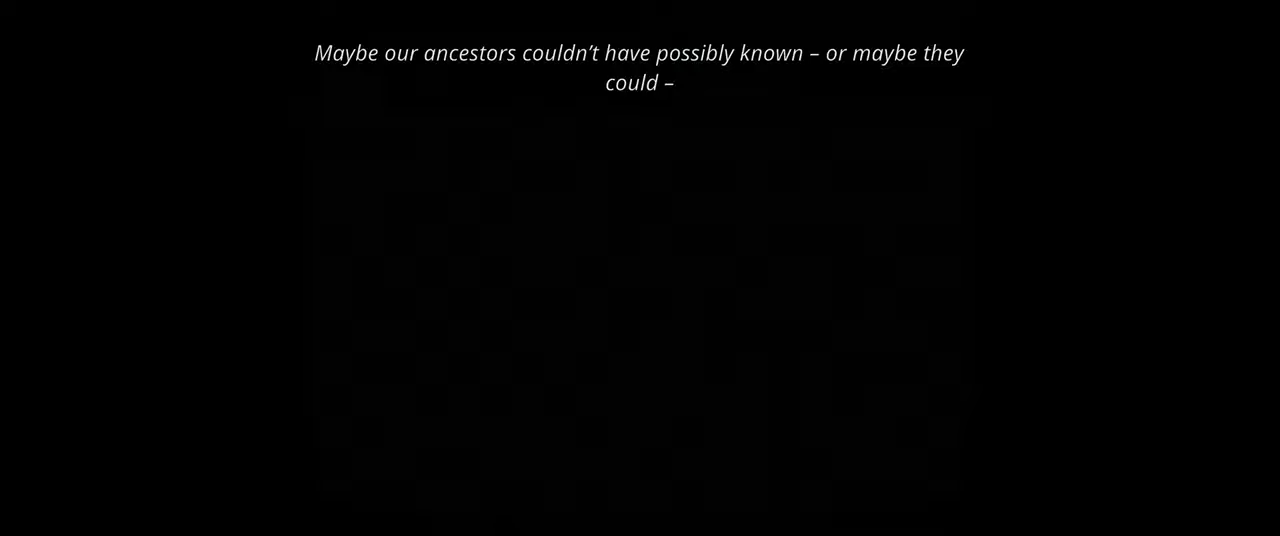 Maybe our ancestors couldn’t have possibly known – or maybe they
could –